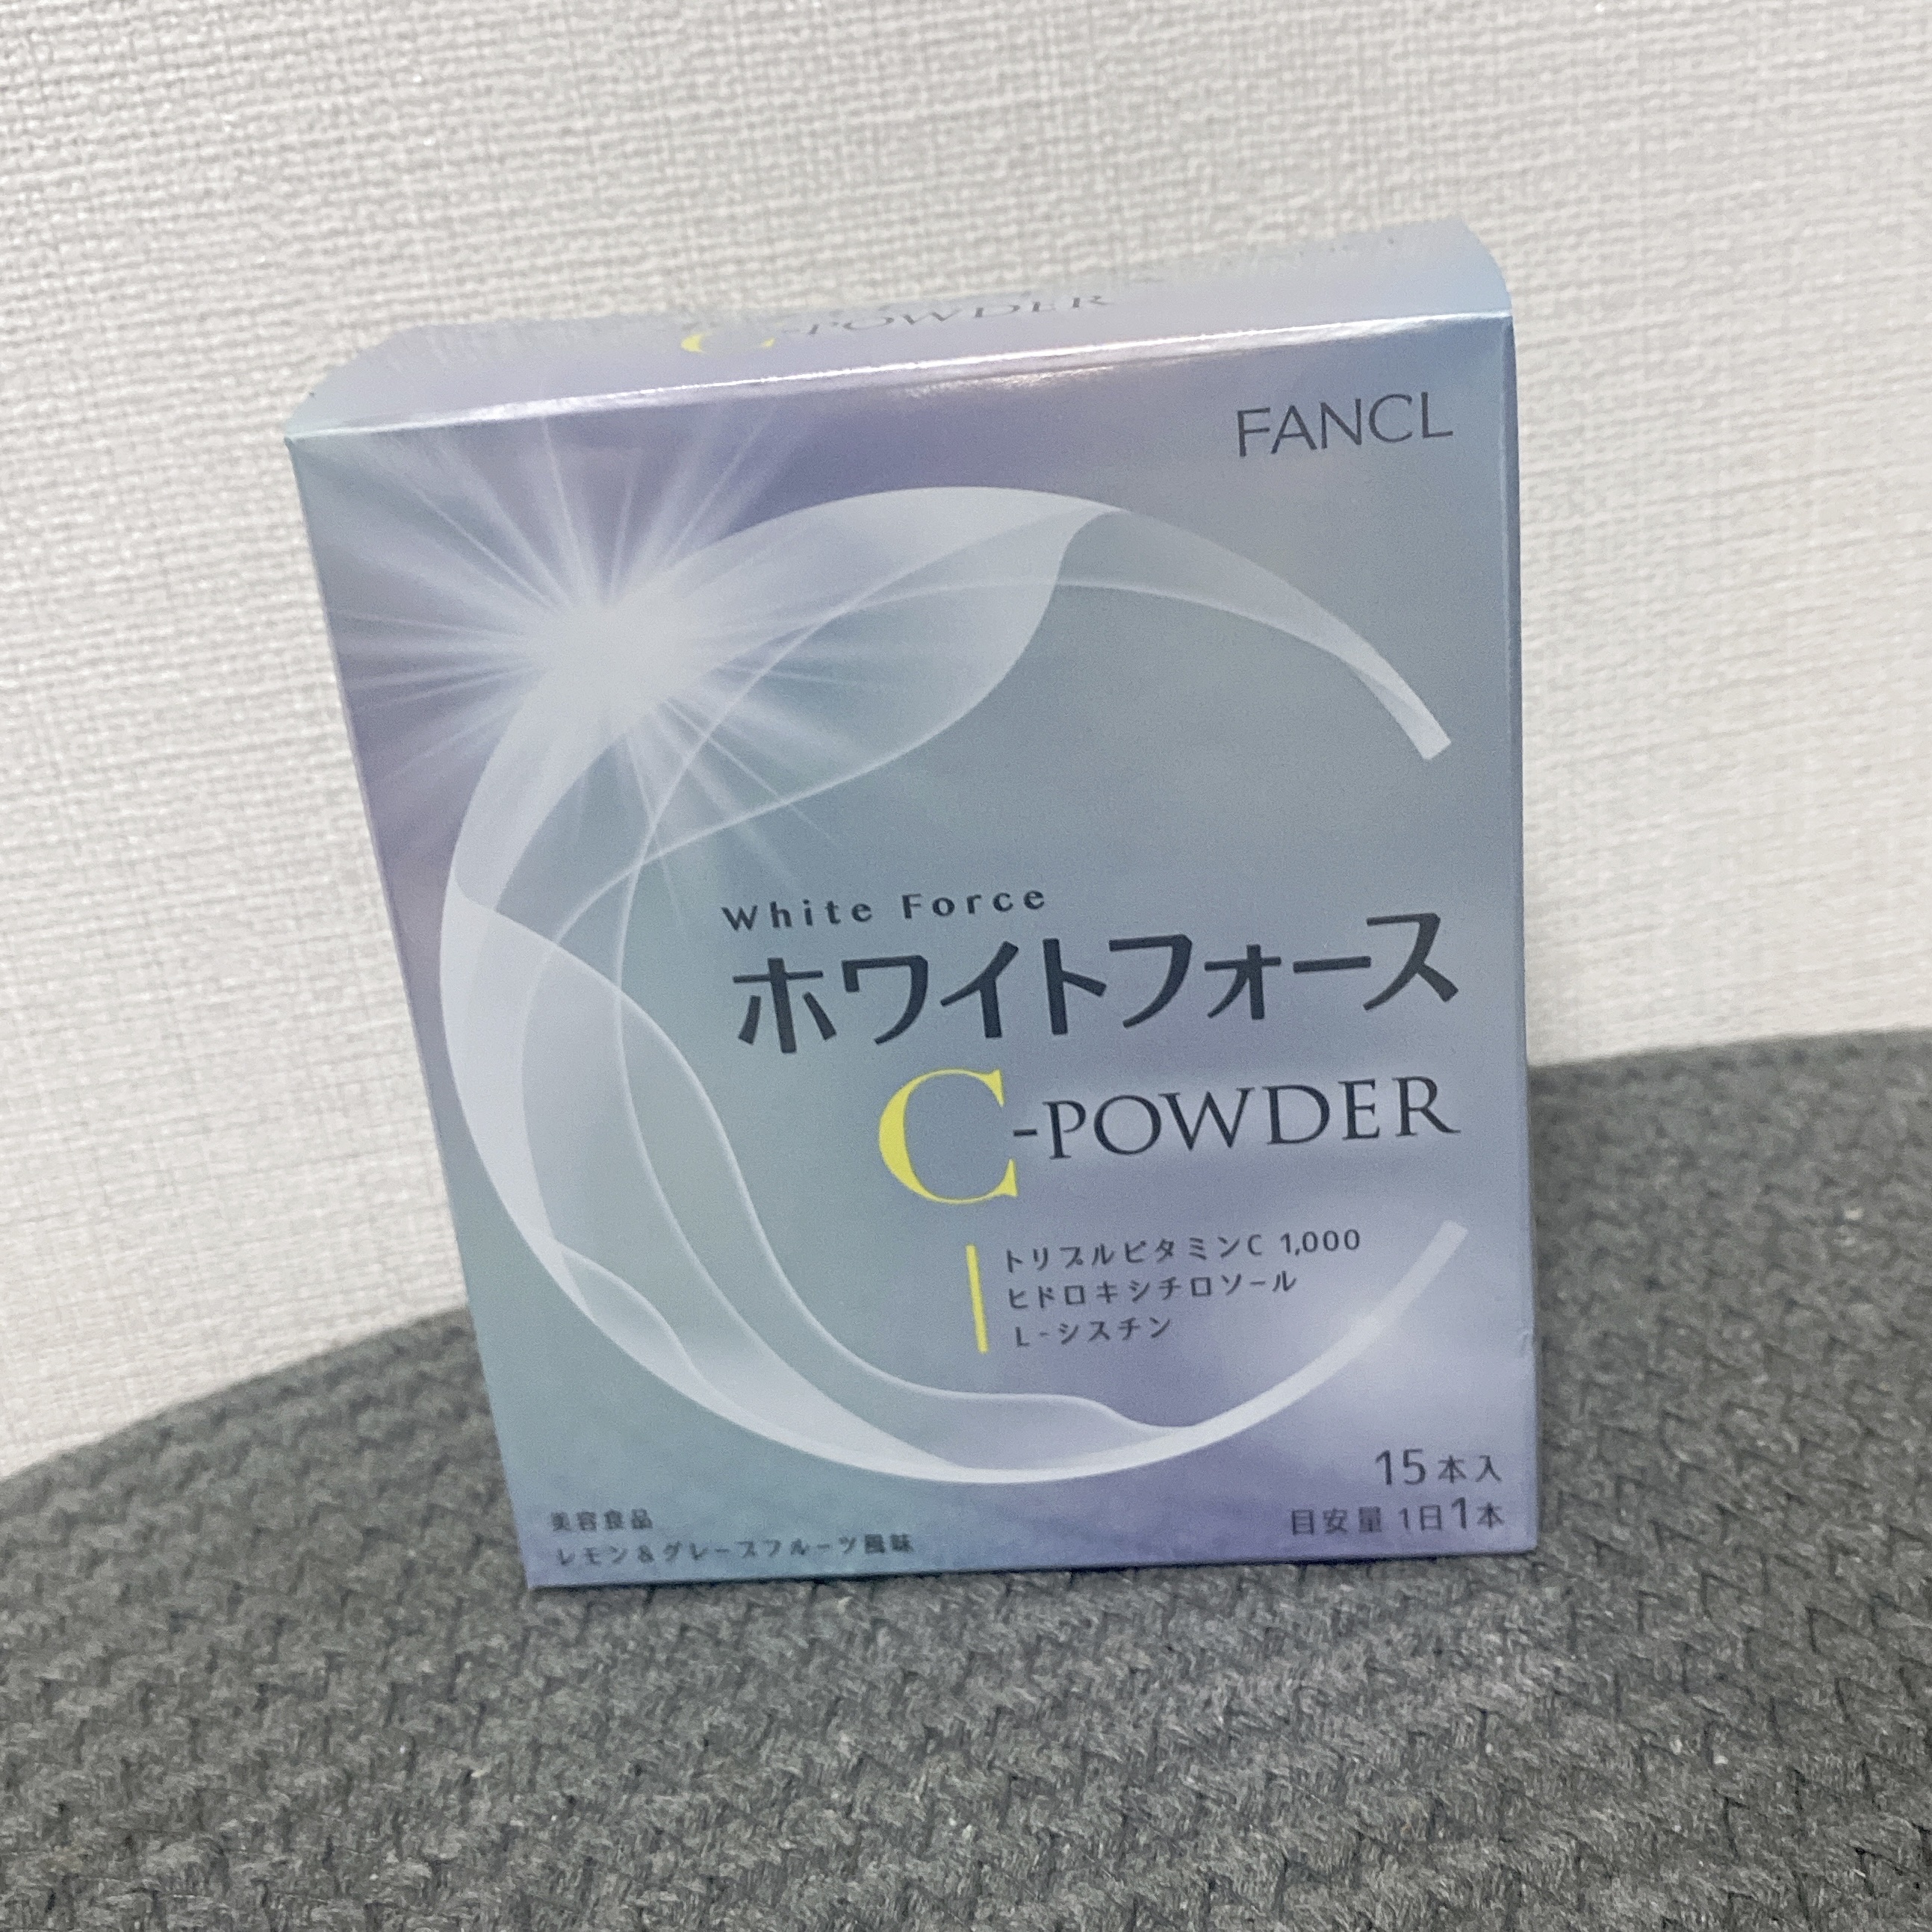 C-POWDER
FANCL
White Force
ホワイトフォース
C-POWDER
トリプルビタミンC 1,000
ヒドロキシチロソール
L-シスチン
15本入
目安量 1日1本
美容食品
レモン&グレープフルーツ風味